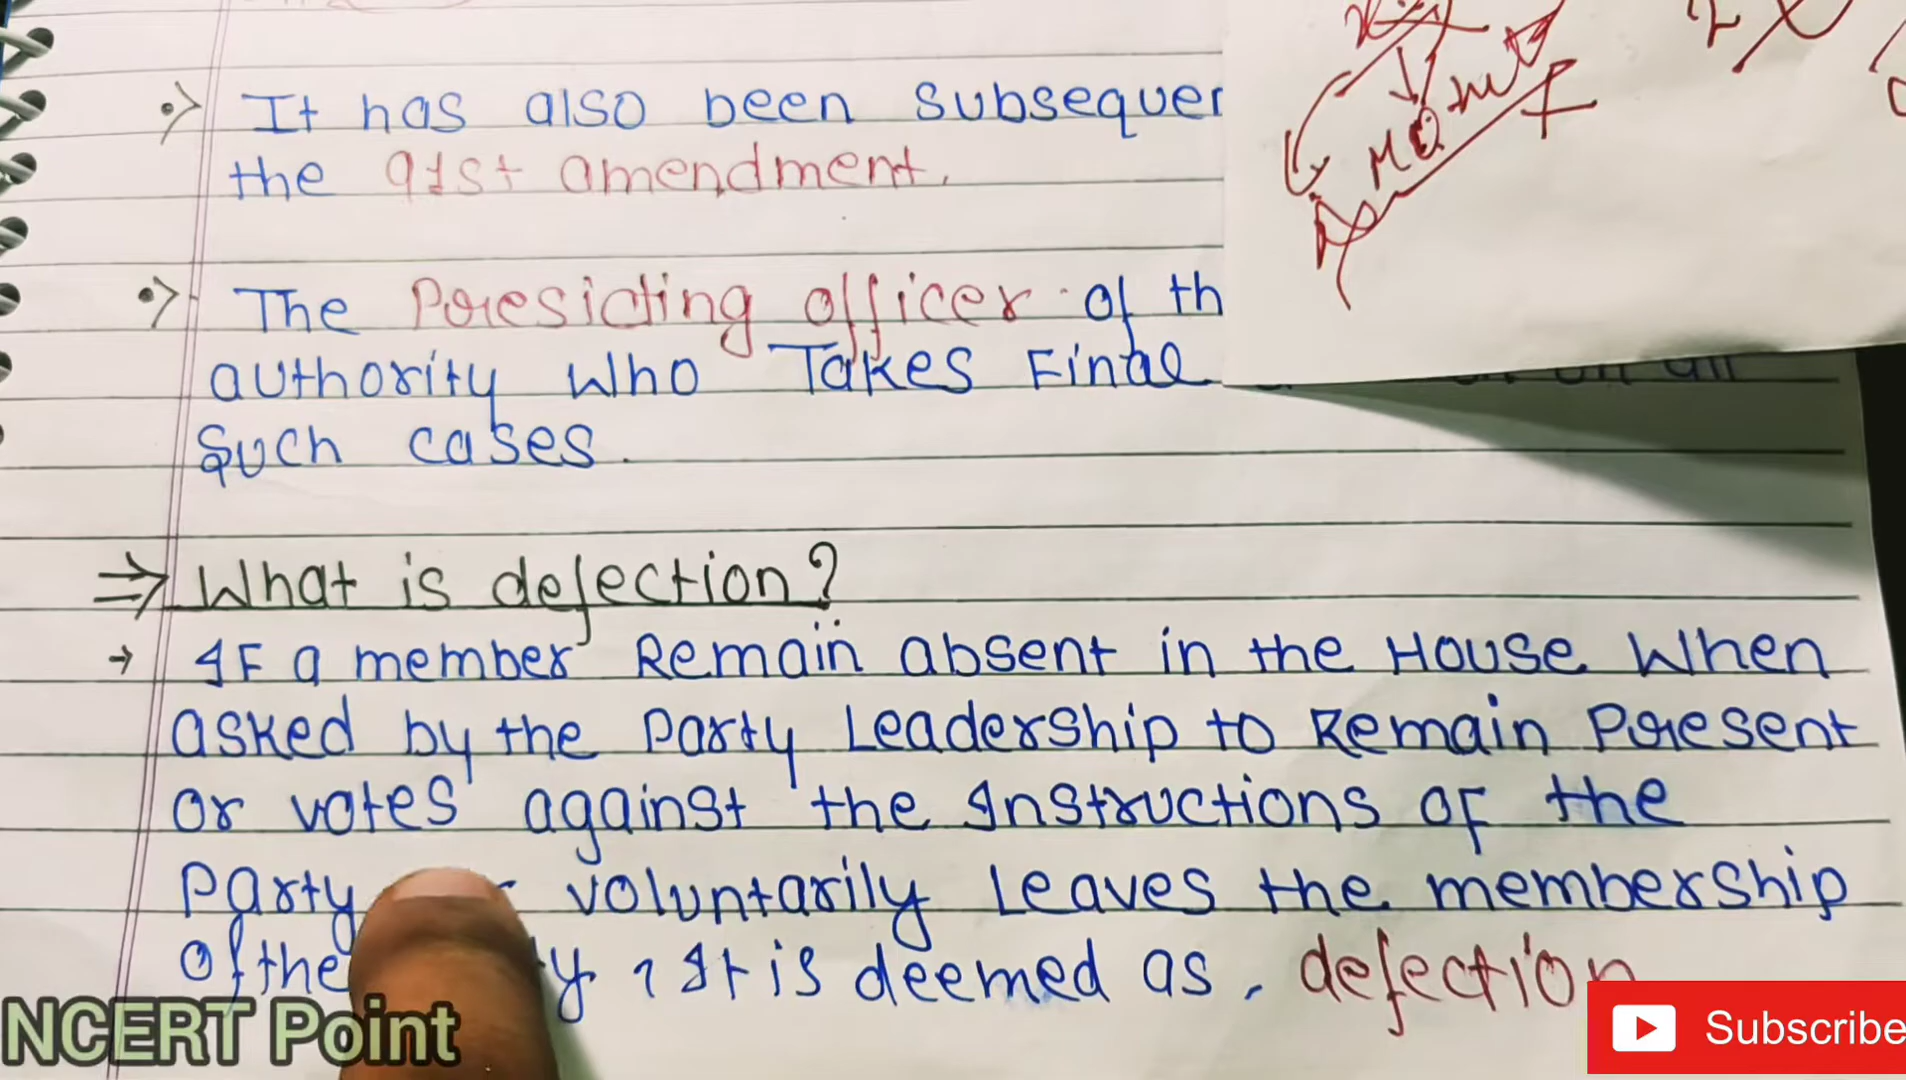 It has also been
the 91st amendment.
The Presiding officer of
authority who Takes Final
all
Such cases.
What is defection?
If a member Remain absent in the House When
asked by the Party Leadership to Remain Present
or votes against the Instructions of the
Party voluntarily Leaves the membership
of the , It is deemed as defection
NCERT Point
Subscribe